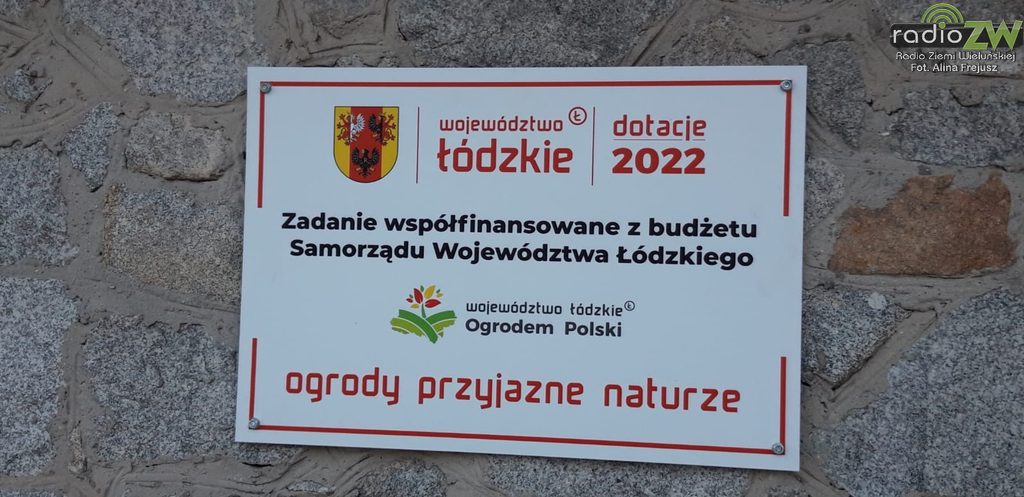 radioZW
Radio Ziemi Wieluńskiej
Fot. Alina Frejusz
województwo Ł
łódzkie
dotacje
2022
Zadanie współfinansowane z budżetu
Samorządu Województwa Łódzkiego
województwo łódzkie Ł
Ogrodem Polski
ogrody przyjazne naturze